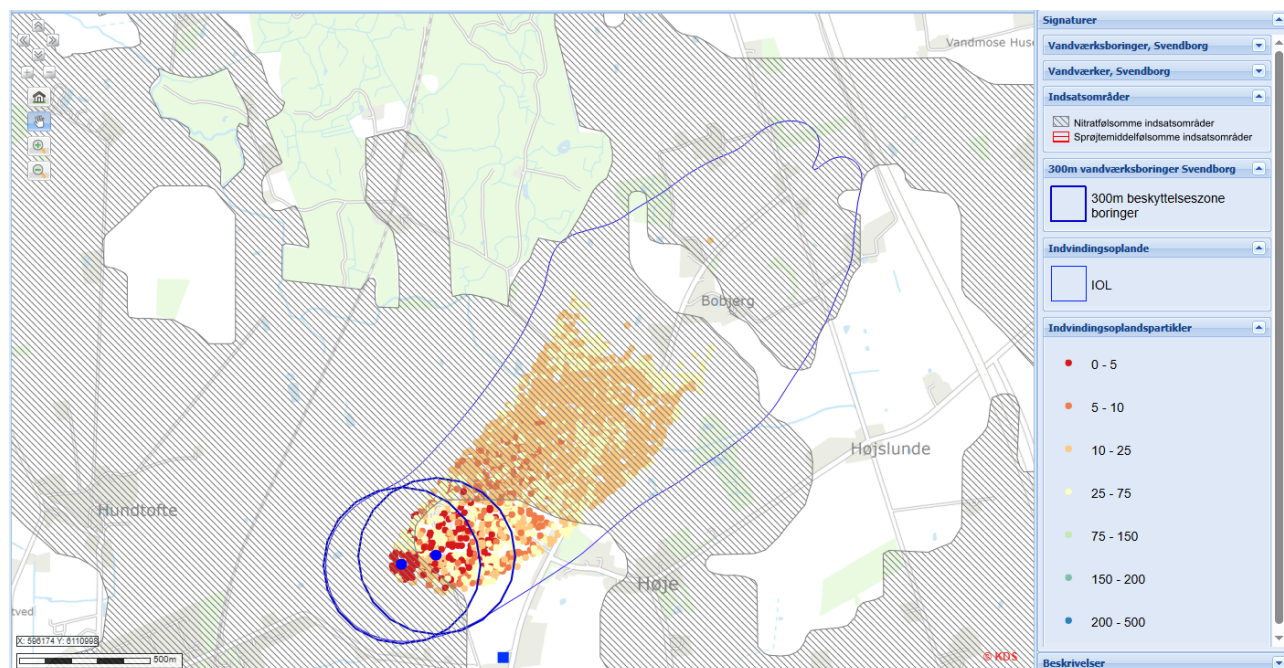 Vandmose Huse
Bobjerg
Højslunde
Hundtofte
Høje
tved
X: 596174 Y: 6110998
500m
© KDS
Signaturer
Vandværksboringer, Svendborg
Vandværker, Svendborg
Indsatsområder
Nitratfølsomme indsatsområder
Sprøjtemiddelfølsomme indsatsområder
300m vandværksboringer Svendborg
300m beskyttelseszone
boringer
Indvindingsoplande
IOL
Indvindingsoplandspartikler
0 - 5
5 - 10
10 - 25
25 - 75
75 - 150
150 - 200
200 - 500
Beskrivelser